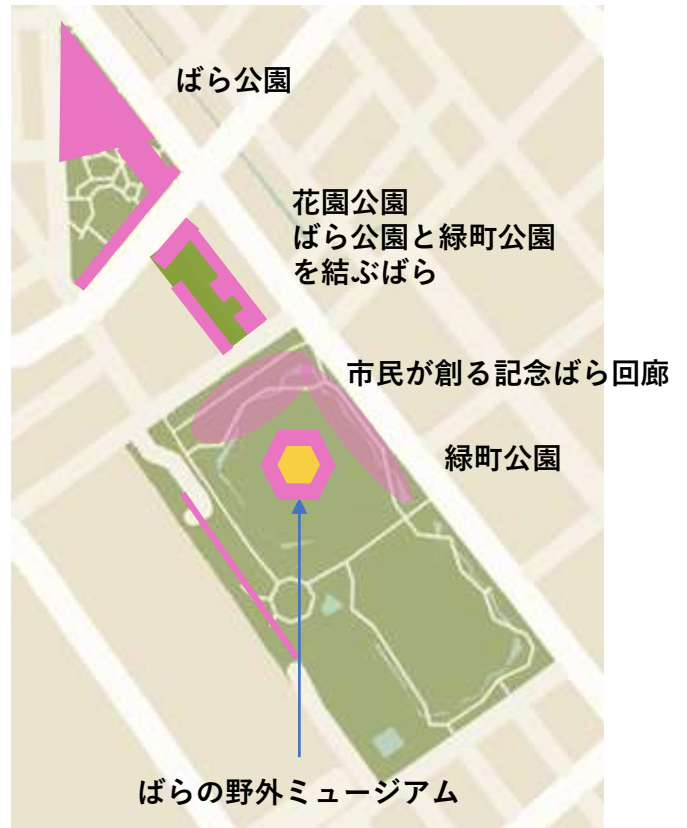 ばら公園
花園公園
ばら公園と緑町公園
を結ぶばら
市民が創る記念ばら回廊
緑町公園
ばらの野外ミュージアム